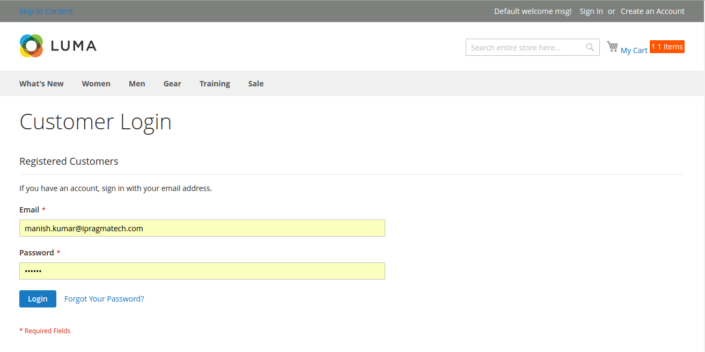 Skip to Content
Default welcome msg! Sign In or Create an Account
LUMA
Search entire store here...
My Cart 1 1 items
What's New Women Men Gear Training Sale
Customer Login
Registered Customers
If you have an account, sign in with your email address.
Email *
manish.kumar@ipragmatech.com
Password *
••••••
Login Forgot Your Password?
* Required Fields